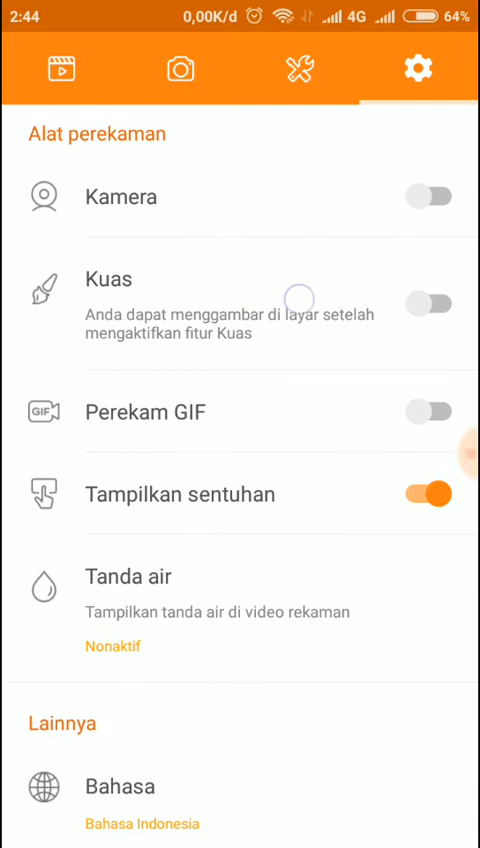 2:44 0,00K/d 4G 64%
Alat perekaman
Kamera
Kuas
Anda dapat menggambar di layar setelah
mengaktifkan fitur Kuas
GIF Perekam GIF
Tampilkan sentuhan
Tanda air
Tampilkan tanda air di video rekaman
Nonaktif
Lainnya
Bahasa
Bahasa Indonesia